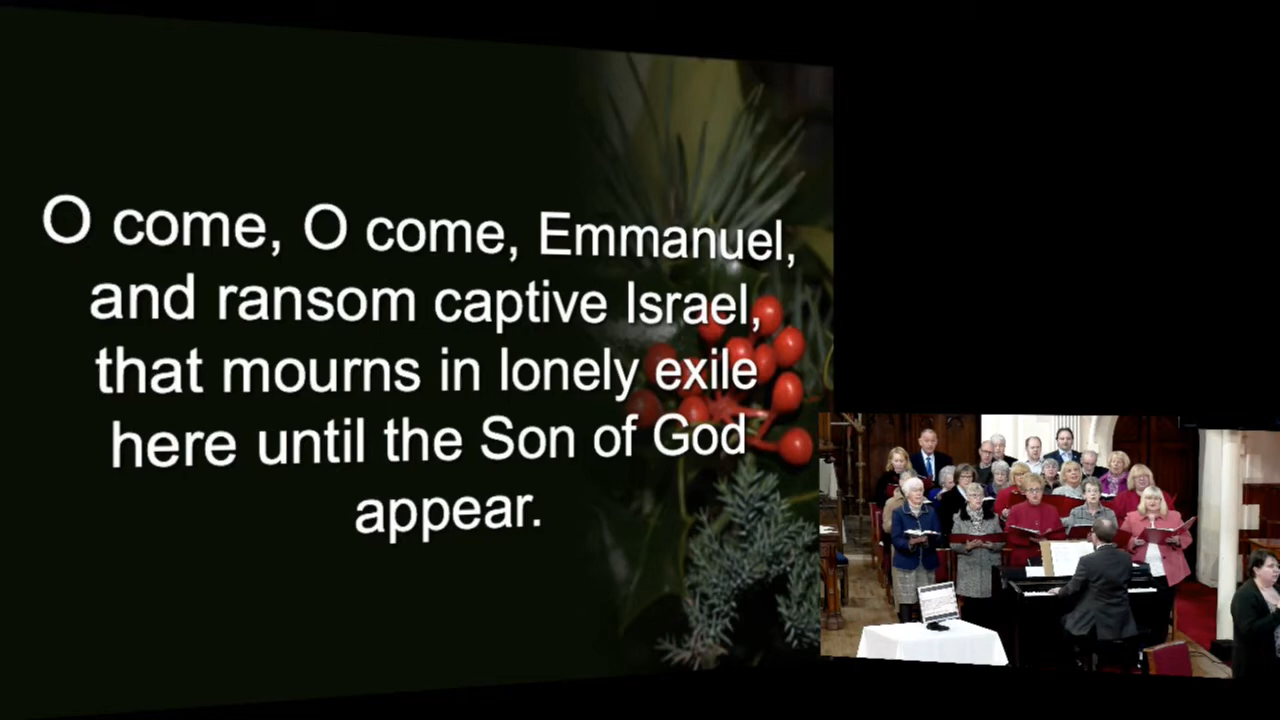 O come, O come, Emmanuel,
and ransom captive Israel,
that mourns in lonely exile
here until the Son of God
appear.